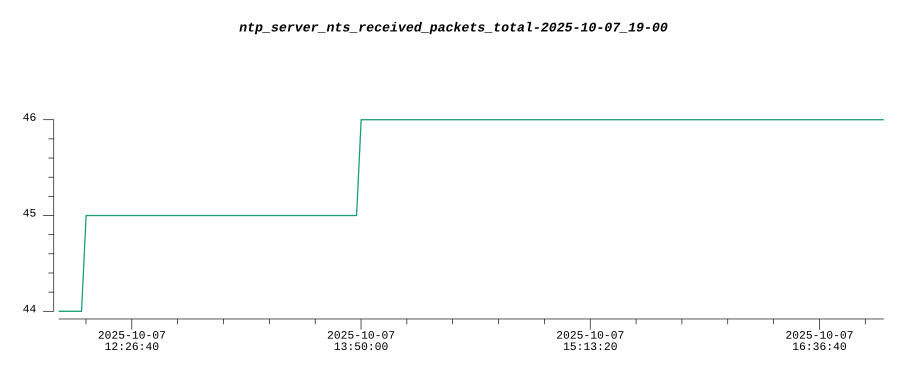 ntp_server_nts_received_packets_total-2025-10-07_19-00
46
45
44
2025-10-07 2025-10-07 2025-10-07 2025-10-07
12:26:40 13:50:00 15:13:20 16:36:40